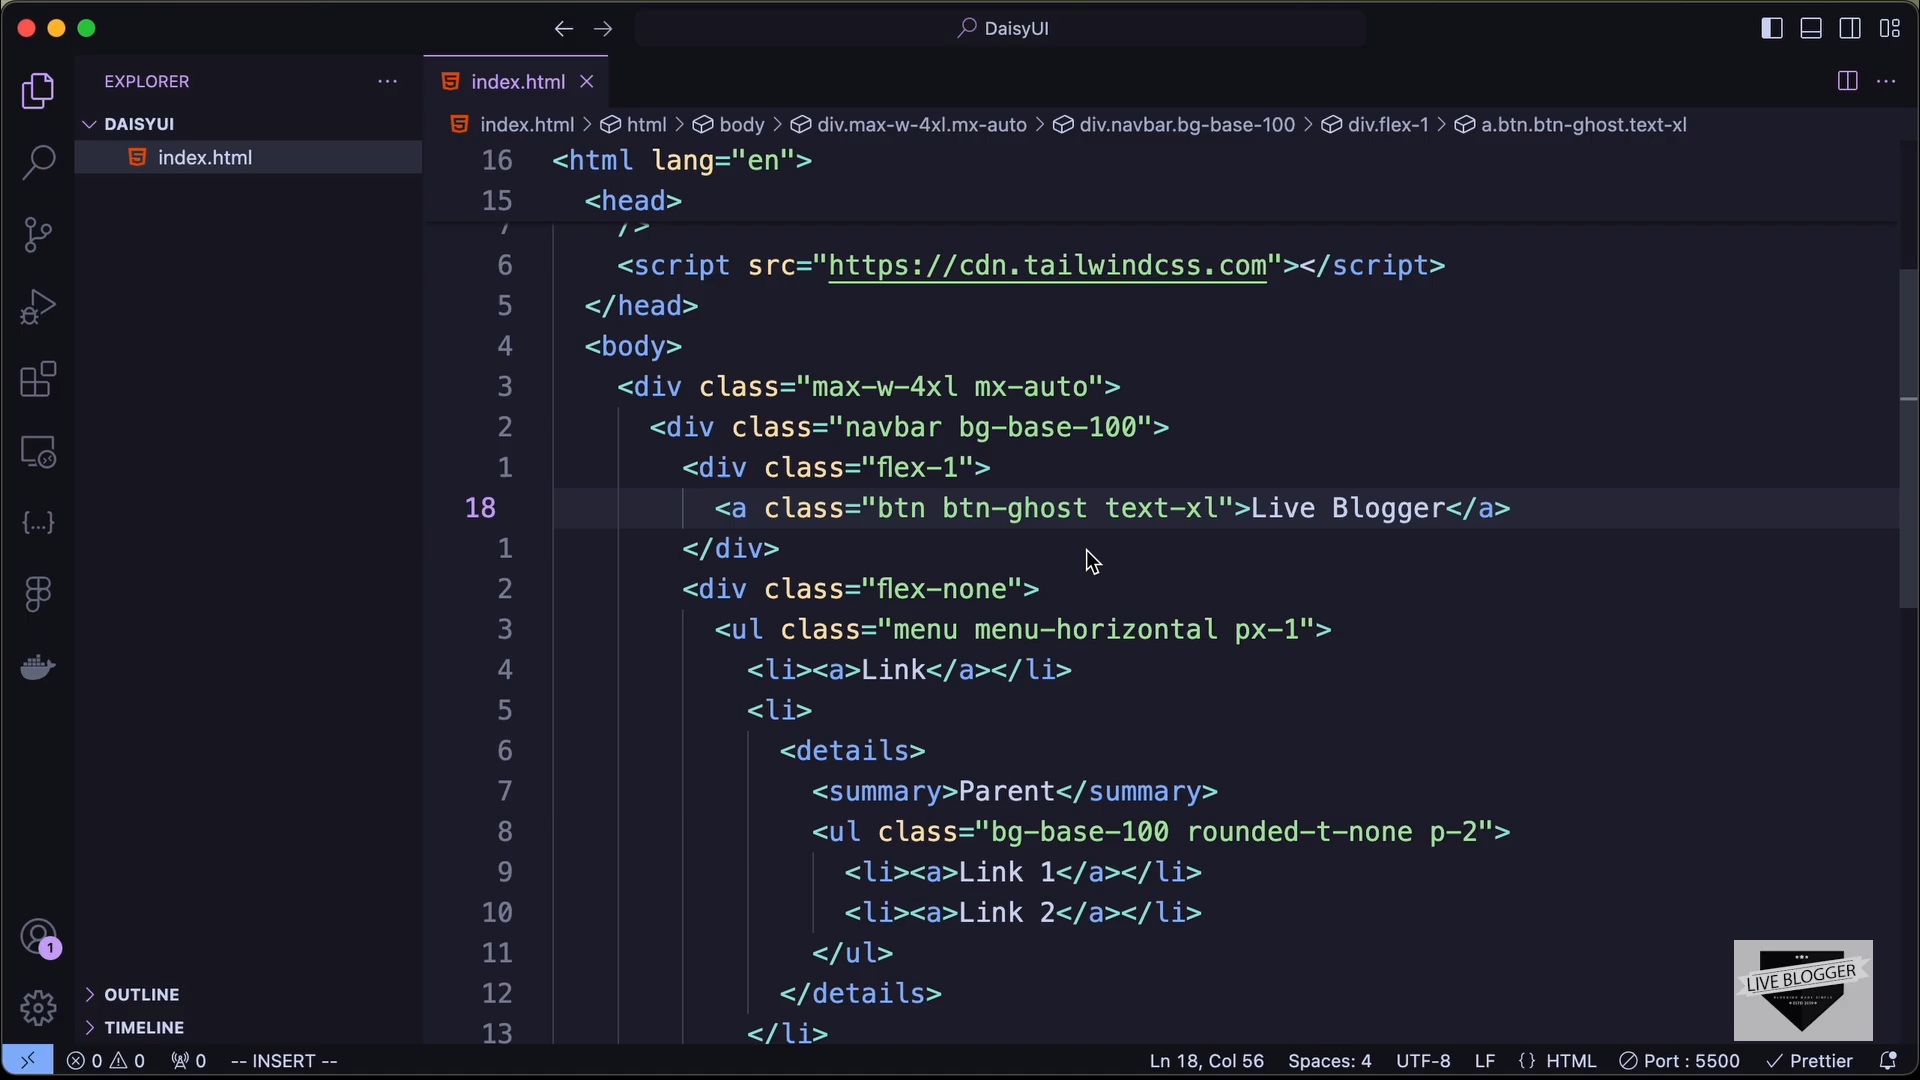 DaisyUI
EXPLORER
DAISYUI
index.html
OUTLINE
TIMELINE
index.html
index.html > html > body > div.max-w-4xl.mx-auto > div.navbar.bg-base-100 > div.flex-1 > a.btn.btn-ghost.text-xl
16 <html lang="en">
15 <head>
7 />
6 <script src="https://cdn.tailwindcss.com"></script>
5 </head>
4 <body>
3 <div class="max-w-4xl mx-auto">
2 <div class="navbar bg-base-100">
1 <div class="flex-1">
18 <a class="btn btn-ghost text-xl">Live Blogger</a>
1 </div>
2 <div class="flex-none">
3 <ul class="menu menu-horizontal px-1">
4 <li><a>Link</a></li>
5 <li>
6 <details>
7 <summary>Parent</summary>
8 <ul class="bg-base-100 rounded-t-none p-2">
9 <li><a>Link 1</a></li>
10 <li><a>Link 2</a></li>
11 </ul>
12 </details>
13 </li>
1
LIVE BLOGGER
0 0 0 -- INSERT -- Ln 18, Col 56 Spaces: 4 UTF-8 LF {} HTML Port : 5500 Prettier